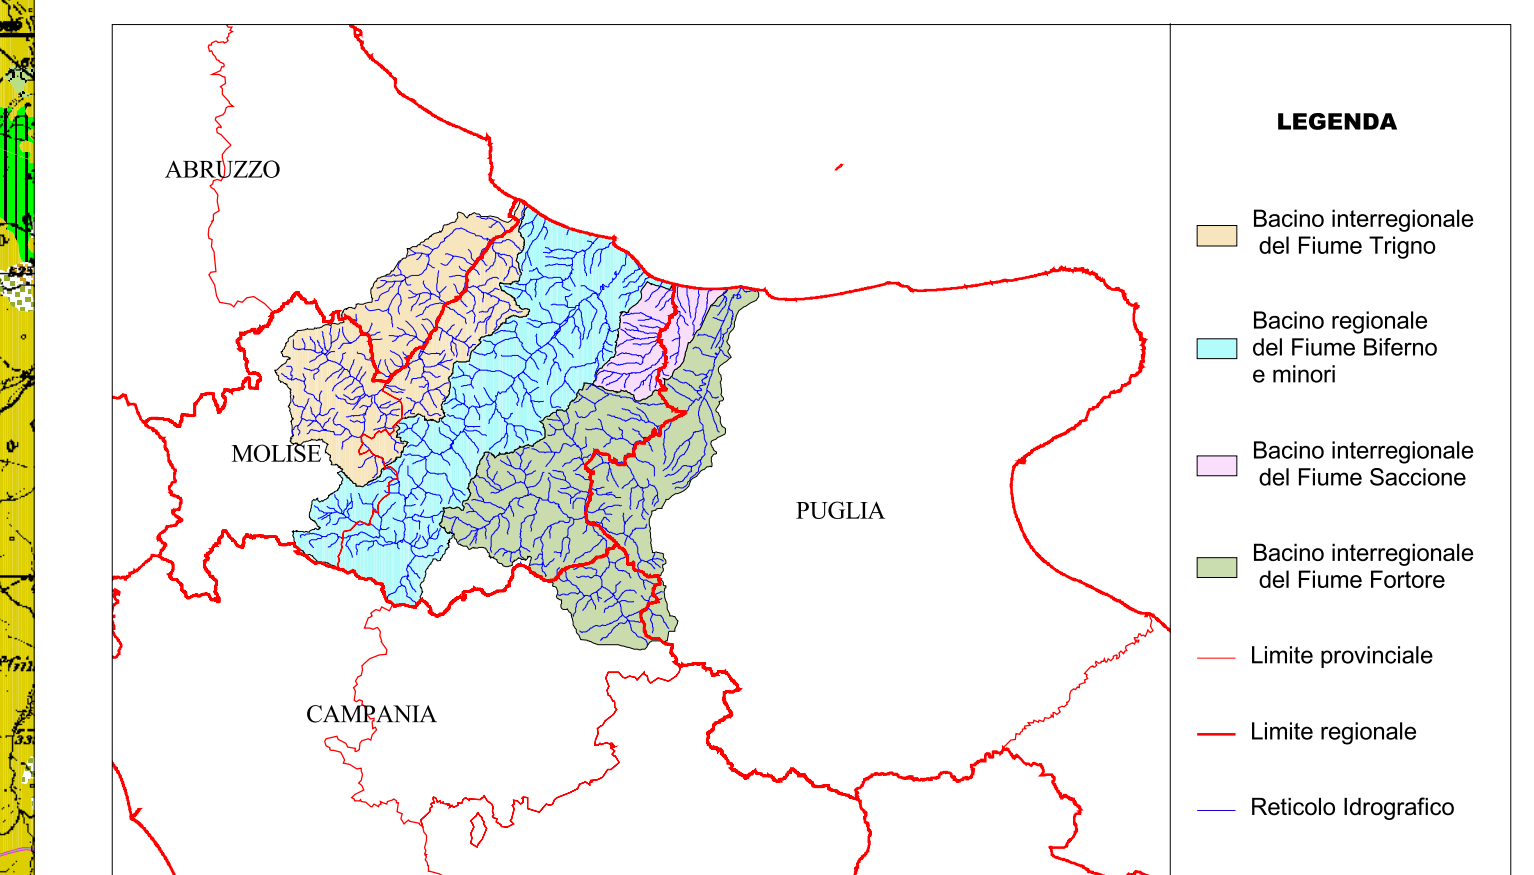 ABRUZZO
MOLISE
PUGLIA
CAMPANIA
LEGENDA
Bacino interregionale
del Fiume Trigno
Bacino regionale
del Fiume Biferno
e minori
Bacino interregionale
del Fiume Saccione
Bacino interregionale
del Fiume Fortore
Limite provinciale
Limite regionale
Reticolo Idrografico